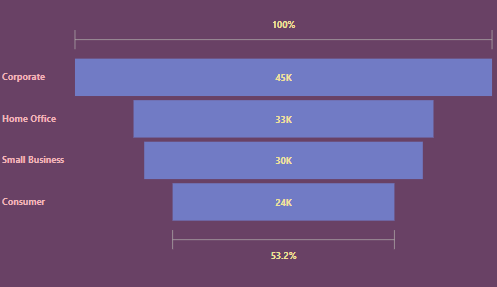 100%
Corporate 45K
Home Office 33K
Small Business 30K
Consumer 24K
53.2%